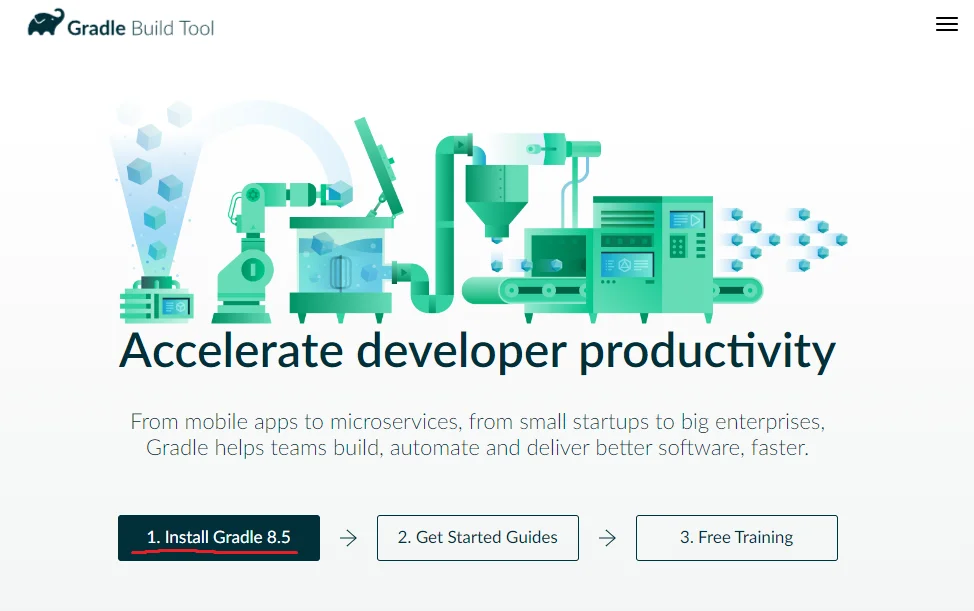 Gradle Build Tool
Accelerate developer productivity
From mobile apps to microservices, from small startups to big enterprises,
Gradle helps teams build, automate and deliver better software, faster.
1. Install Gradle 8.5
2. Get Started Guides
3. Free Training